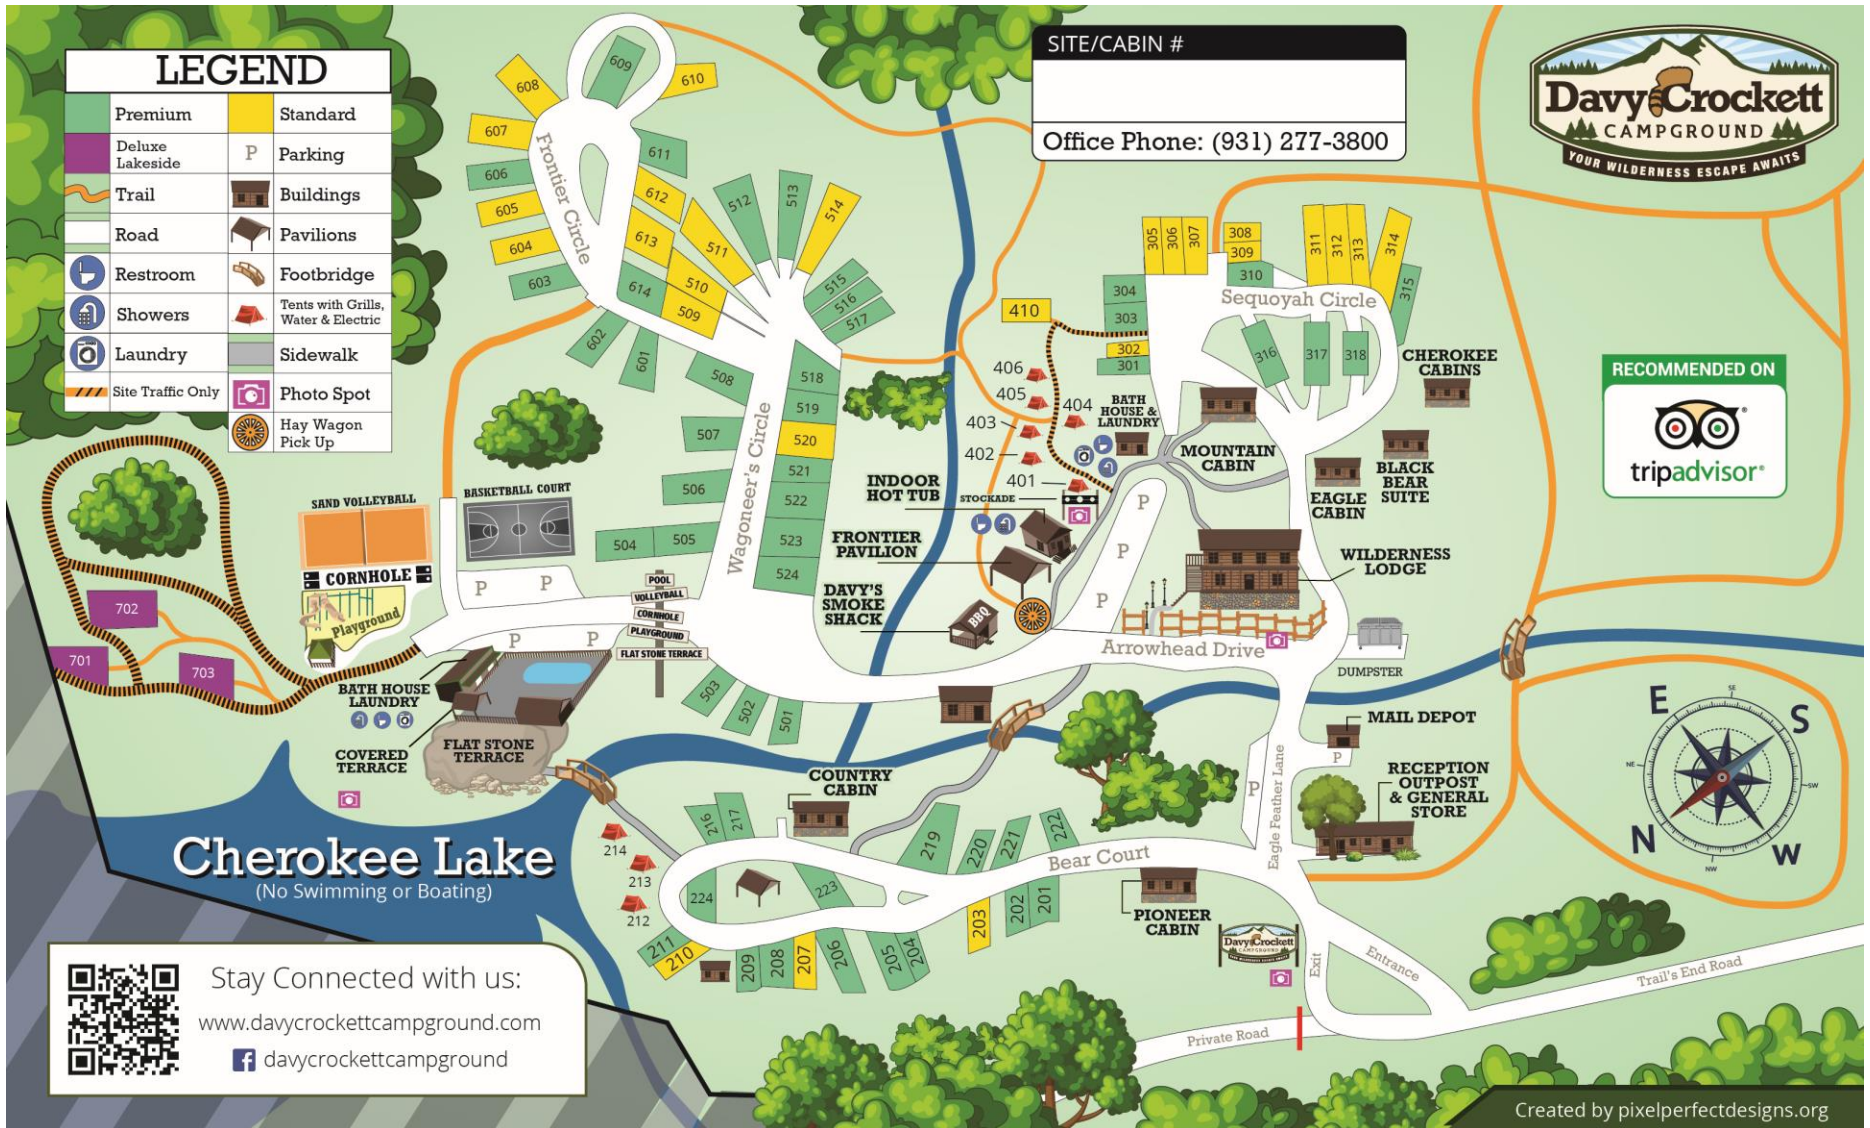 LEGEND
Premium
Standard
Deluxe
Lakeside
P
Parking
Trail
Buildings
Road
Pavilions
Restroom
Footbridge
Showers
Tents with Grills,
Water & Electric
Laundry
Sidewalk
Site Traffic Only
Photo Spot
Hay Wagon
Pick Up
SITE/CABIN #
Office Phone: (931) 277-3800
Davy Crockett
CAMPGROUND
YOUR WILDERNESS ESCAPE AWAITS
RECOMMENDED ON
tripadvisor®
608
609
610
607
606
605
604
603
602
601
611
612
613
614
Frontier Circle
509
510
511
512
513
514
515
516
517
518
519
520
521
522
523
524
508
507
506
505
504
503
502
501
Wagoneer's Circle
SAND VOLLEYBALL
BASKETBALL COURT
CORNHOLE
Playground
P
P
P
P
POOL
VOLLEYBALL
CORNHOLE
PLAYGROUND
FLAT STONE TERRACE
702
701
703
BATH HOUSE
LAUNDRY
COVERED
TERRACE
FLAT STONE
TERRACE
305
306
307
308
309
310
311
312
313
314
315
304
303
302
301
316
317
318
Sequoyah Circle
410
406
405
404
403
402
401
BATH
HOUSE &
LAUNDRY
STOCKADE
INDOOR
HOT TUB
FRONTIER
PAVILION
DAVY'S
SMOKE
SHACK
BBQ
P
P
P
MOUNTAIN
CABIN
CHEROKEE
CABINS
BLACK
BEAR
SUITE
EAGLE
CABIN
WILDERNESS
LODGE
Arrowhead Drive
DUMPSTER
MAIL DEPOT
P
P
Eagle Feather Lane
RECEPTION
OUTPOST
& GENERAL
STORE
E
SE
S
SW
W
NW
N
NE
COUNTRY
CABIN
216
217
219
220
221
222
Bear Court
214
213
212
224
223
211
210
209
208
207
206
205
204
203
202
201
PIONEER
CABIN
Davy Crockett
CAMPGROUND
Exit
Entrance
Trail's End Road
Private Road
Cherokee Lake
(No Swimming or Boating)
Stay Connected with us:
www.davycrockettcampground.com
davycrockettcampground
Created by pixelperfectdesigns.org